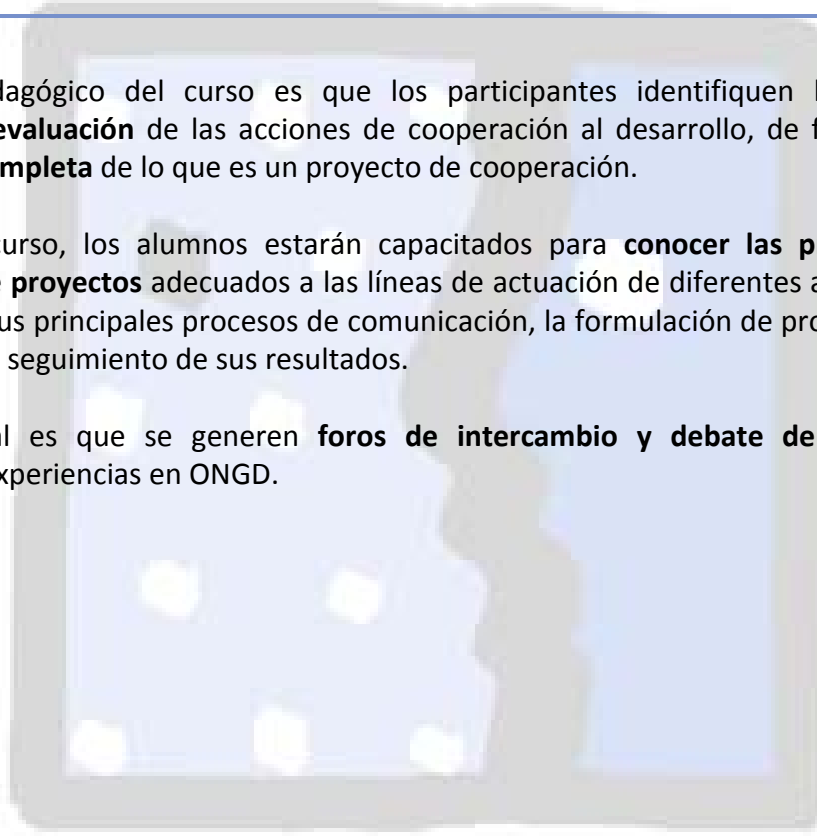 dagógico del curso es que los participantes identifiquen
evaluación de las acciones de cooperación al desarrollo, de
mpleta de lo que es un proyecto de cooperación.
curso, los alumnos estarán capacitados para conocer las
proyectos adecuados a las líneas de actuación de diferentes
us principales procesos de comunicación, la formulación de
seguimiento de sus resultados.
al es que se generen foros de intercambio y debate de
xperiencias en ONGD.